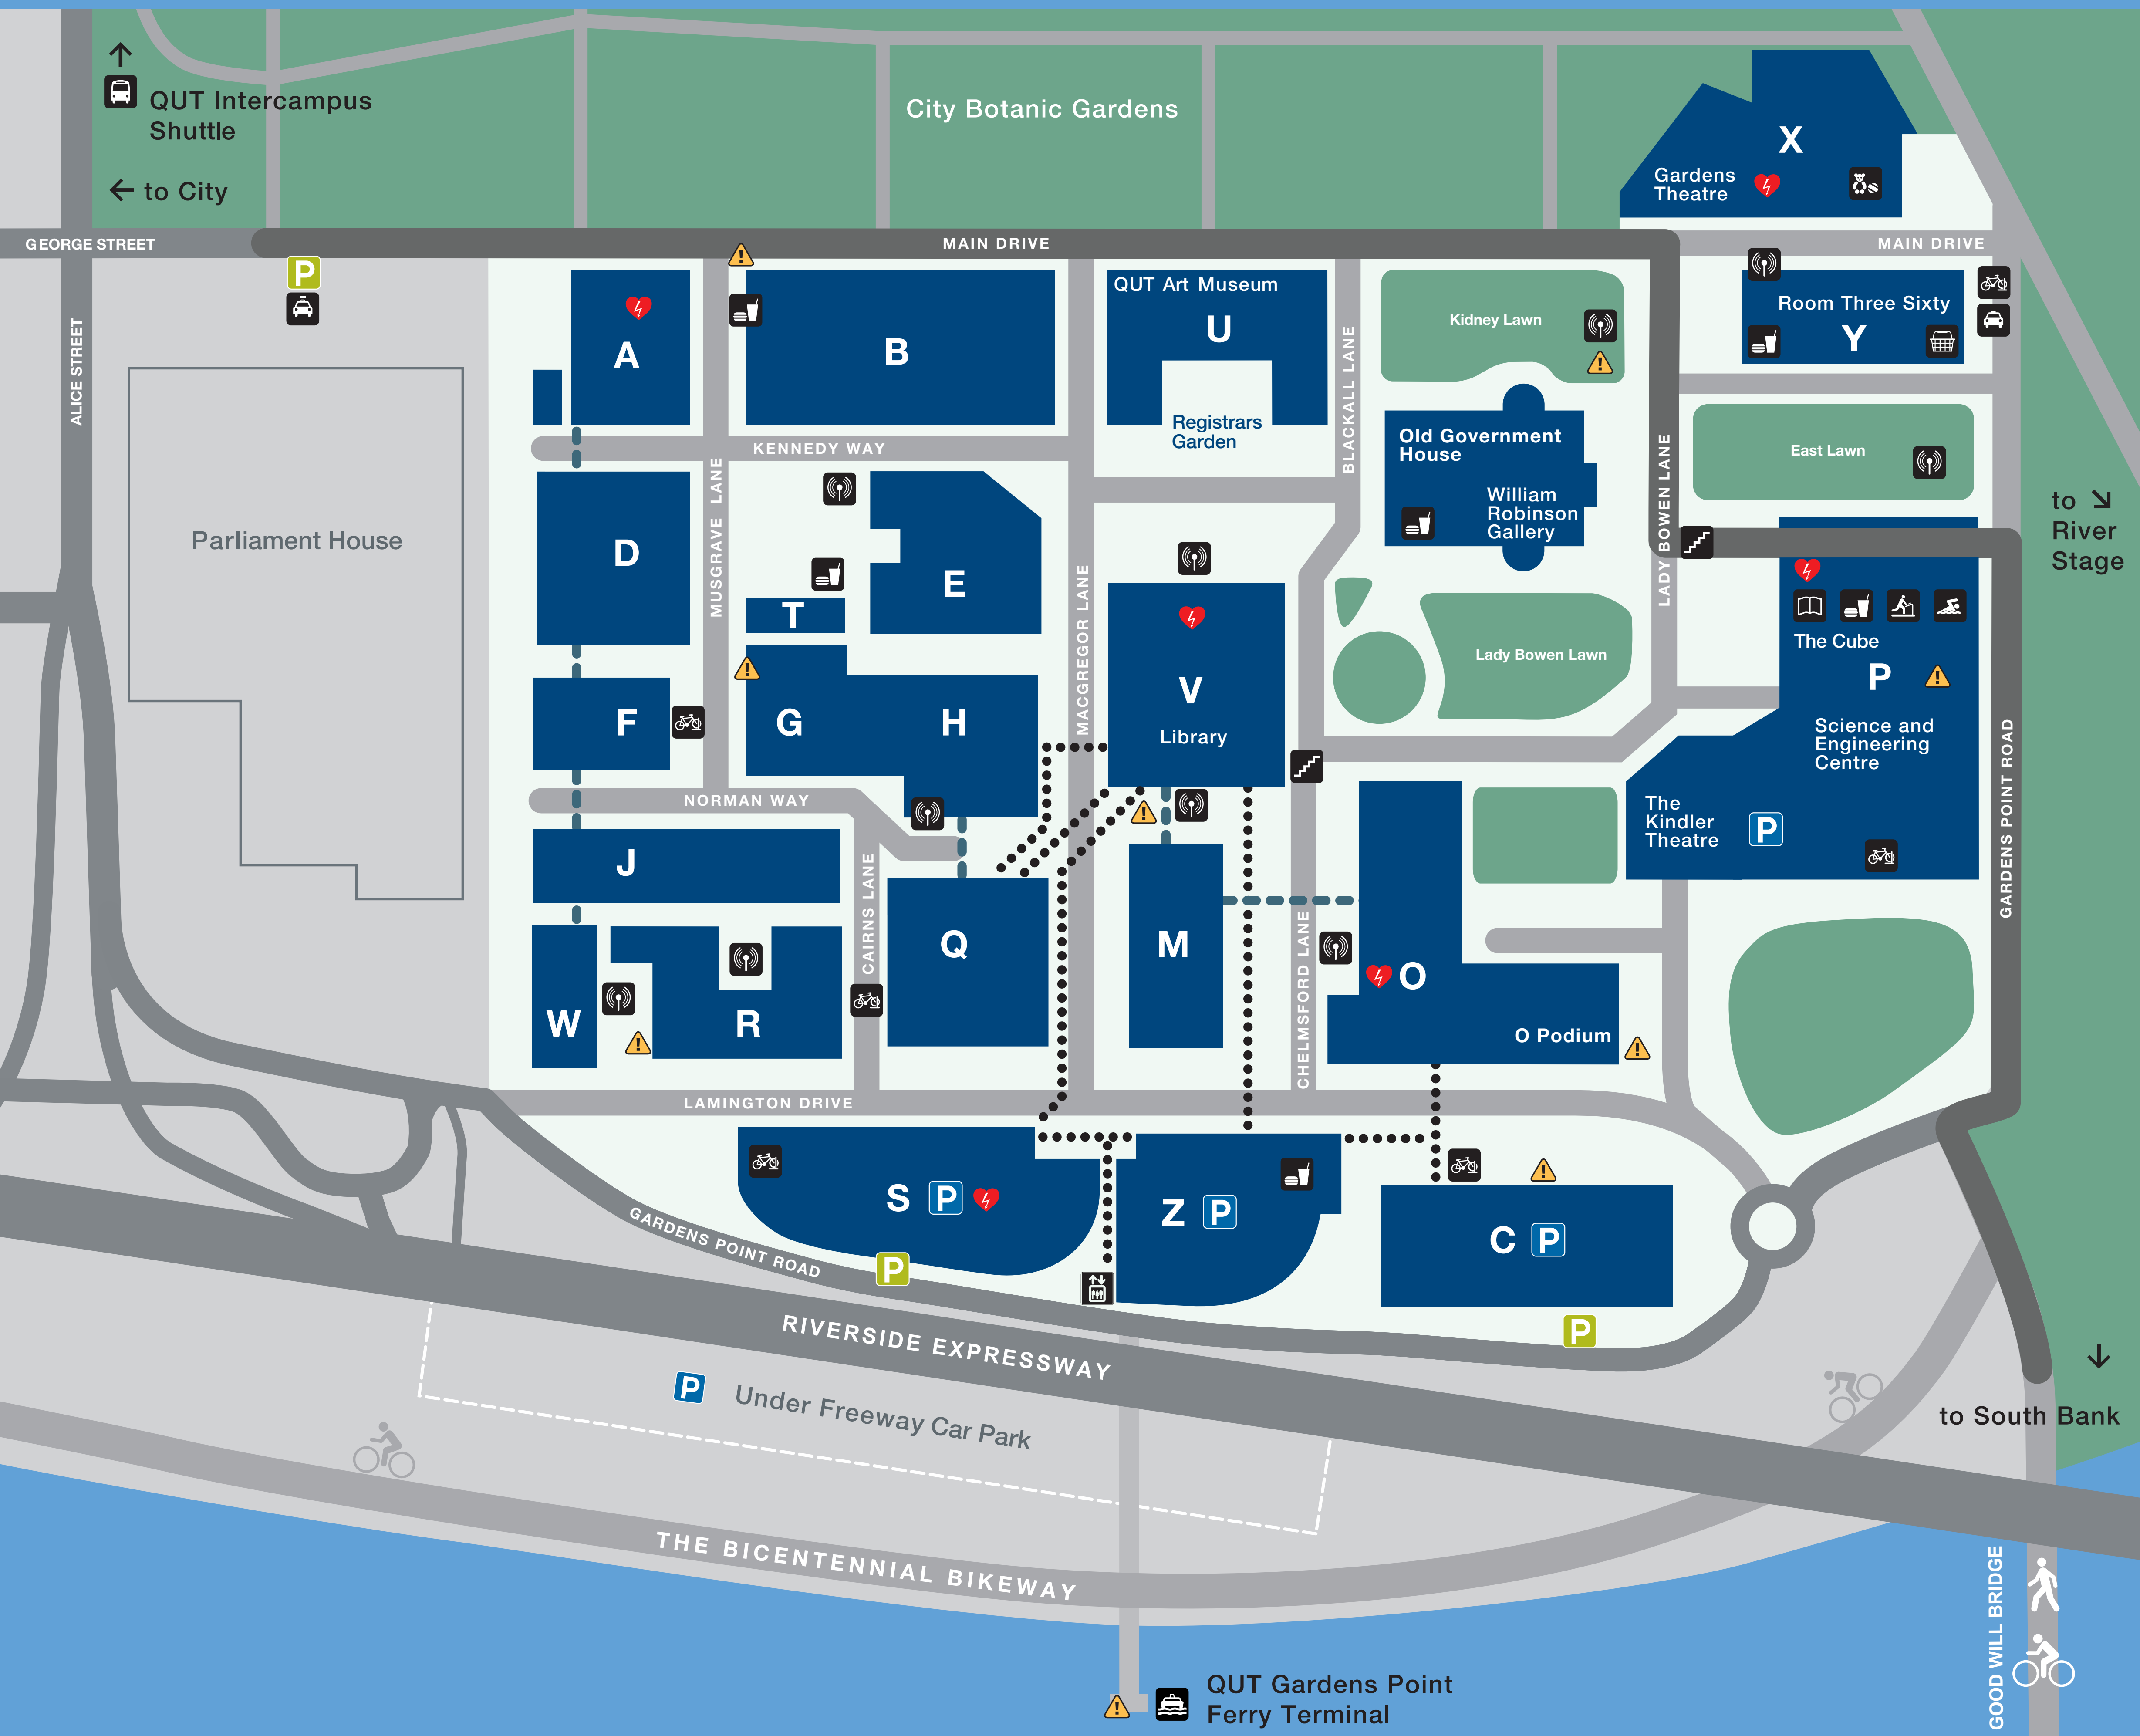 QUT Intercampus
Shuttle
to City
City Botanic Gardens
X
Gardens
Theatre
GEORGE STREET
MAIN DRIVE
MAIN DRIVE
P
ALICE STREET
Parliament House
A
B
QUT Art Museum
U
Registrars
Garden
BLACKALL LANE
Kidney Lawn
Room Three Sixty
Y
KENNEDY WAY
Old Government
House
William
Robinson
Gallery
LADY BOWEN LANE
East Lawn
to
River
Stage
MUSGRAVE LANE
D
E
T
MACGREGOR LANE
V
Library
Lady Bowen Lawn
The Cube
P
Science and
Engineering
Centre
The
Kindler
Theatre
P
GARDENS POINT ROAD
F
G
H
NORMAN WAY
J
CAIRNS LANE
Q
M
CHELMSFORD LANE
O
O Podium
W
R
LAMINGTON DRIVE
S P
Z P
C P
GARDENS POINT ROAD
P
P
RIVERSIDE EXPRESSWAY
P Under Freeway Car Park
to South Bank
THE BICENTENNIAL BIKEWAY
GOOD WILL BRIDGE
QUT Gardens Point
Ferry Terminal